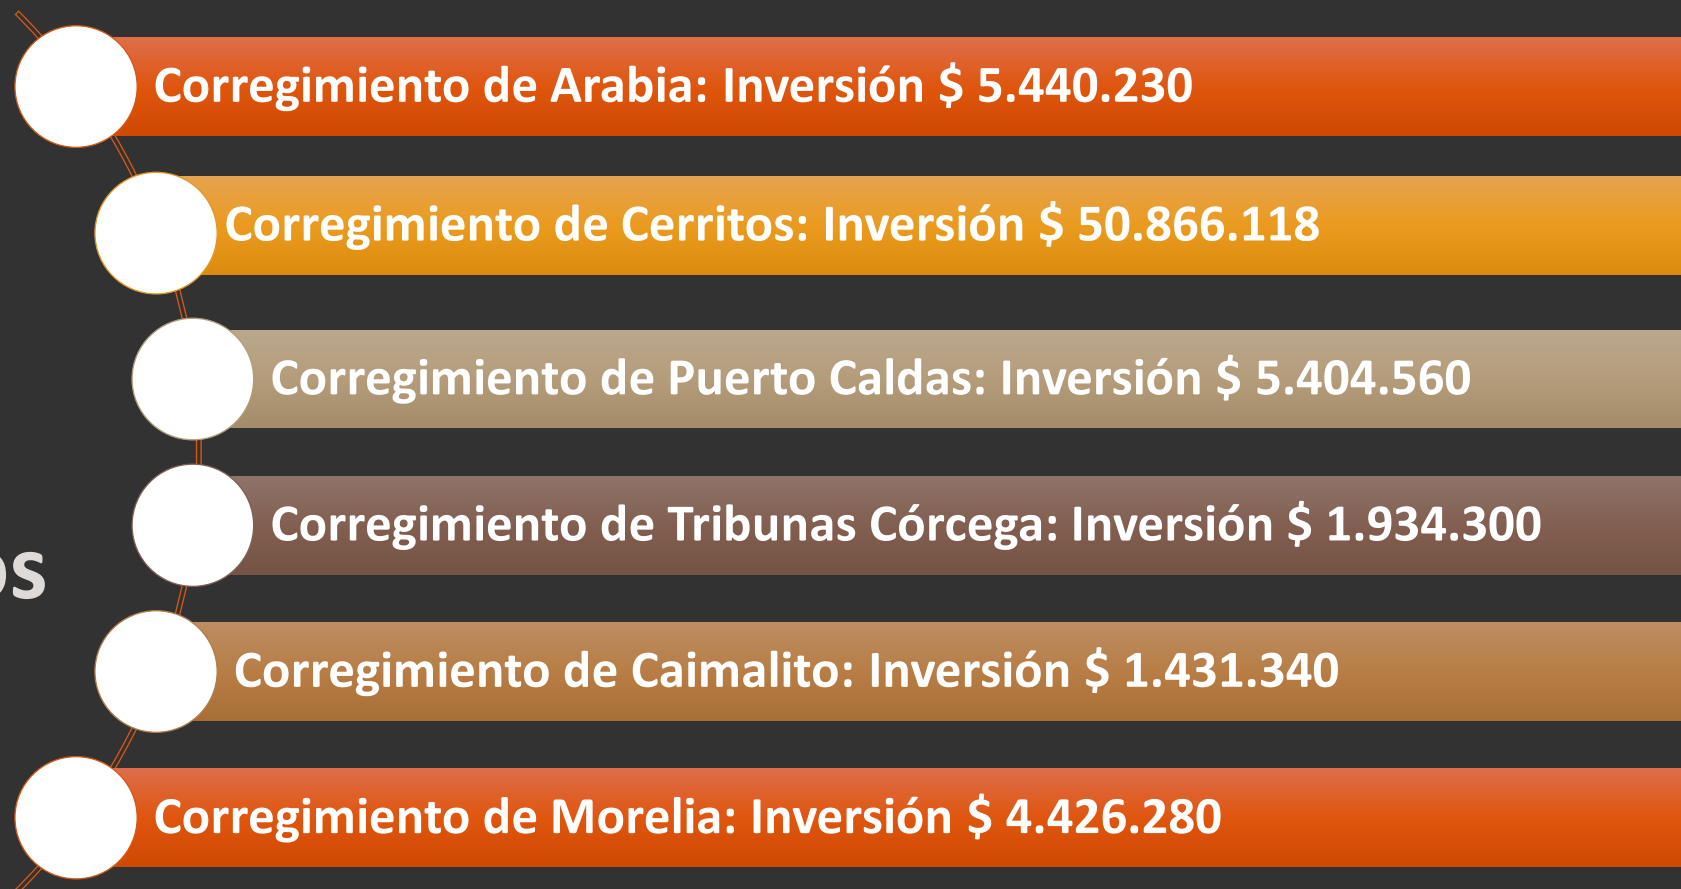 Corregimiento de Arabia: Inversión $ 5.440.230
Corregimiento de Cerritos: Inversión $ 50.866.118
Corregimiento de Puerto Caldas: Inversión $ 5.404.560
Corregimiento de Tribunas Córcega: Inversión $ 1.934.300
Corregimiento de Caimalito: Inversión $ 1.431.340
Corregimiento de Morelia: Inversión $ 4.426.280